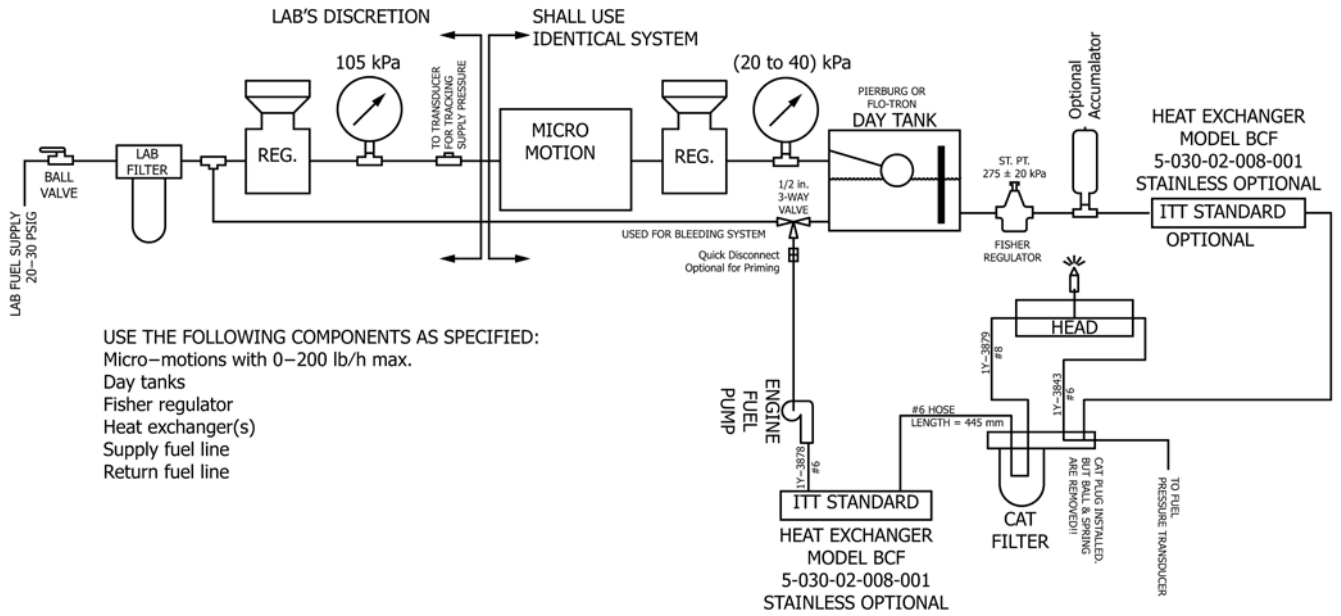 LAB'S DISCRETION
SHALL USE
IDENTICAL SYSTEM
105 kPa
(20 to 40) kPa
TO TRANSDUCER
FOR TRACKING
SUPPLY PRESSURE
PIERBURG OR
FLO-TRON
DAY TANK
Optional
Accumalator
HEAT EXCHANGER
MODEL BCF
5-030-02-008-001
STAINLESS OPTIONAL
LAB
FILTER
REG.
MICRO
MOTION
REG.
BALL
VALVE
ST. PT.
275 ± 20 kPa
ITT STANDARD
OPTIONAL
1/2 in.
3-WAY
VALVE
USED FOR BLEEDING SYSTEM
FISHER
REGULATOR
LAB FUEL SUPPLY
20–30 PSIG
Quick Disconnect
Optional for Priming
HEAD
USE THE FOLLOWING COMPONENTS AS SPECIFIED:
Micro–motions with 0–200 lb/h max.
Day tanks
Fisher regulator
Heat exchanger(s)
Supply fuel line
Return fuel line
#8
1Y–3879
#6
1Y–3843
ENGINE
FUEL
PUMP
#6 HOSE
LENGTH = 445 mm
#6
1Y–3878
ITT STANDARD
HEAT EXCHANGER
MODEL BCF
5-030-02-008-001
STAINLESS OPTIONAL
CAT
FILTER
CAT PLUG INSTALLED.
BUT BALL & SPRING
ARE REMOVED!!
TO FUEL
PRESSURE TRANSDUCER